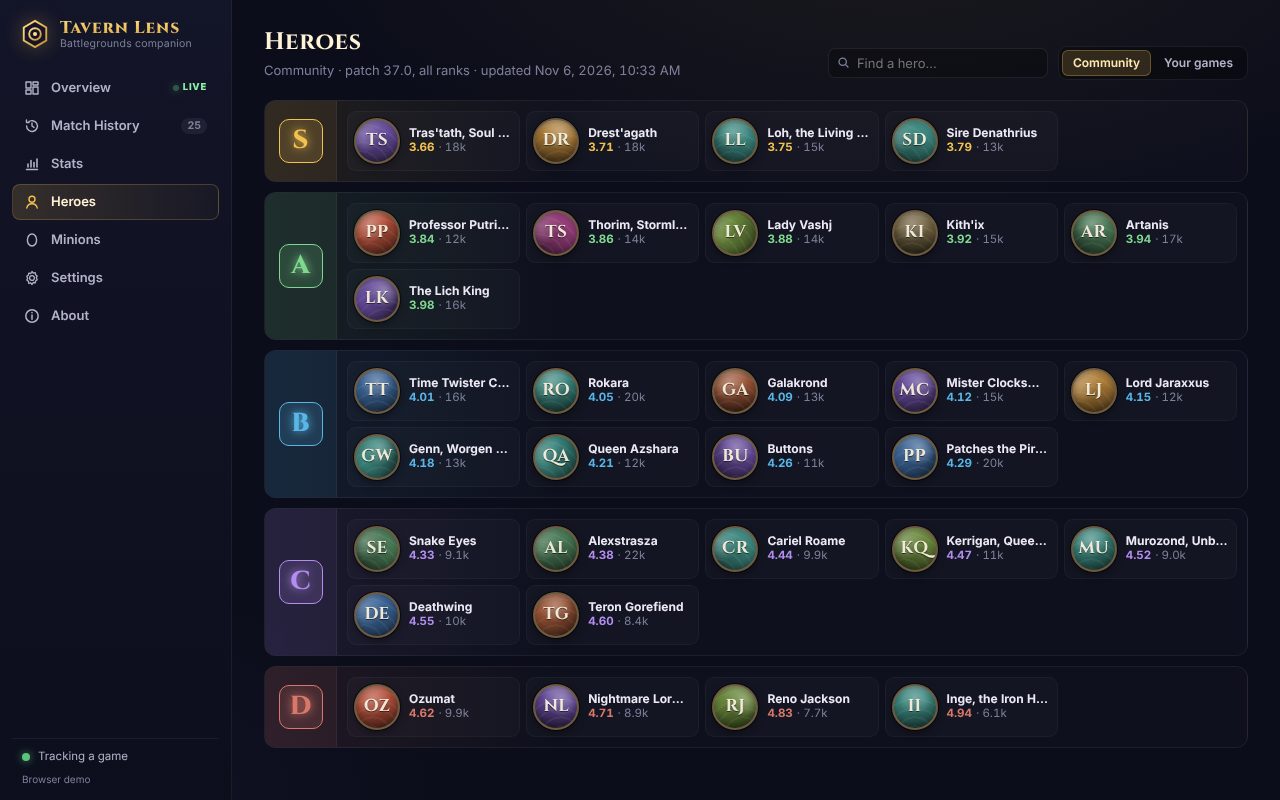 TAVERN LENS
Battlegrounds companion
Overview
LIVE
Match History
25
Stats
Heroes
Minions
Settings
About
Tracking a game
Browser demo
HEROES
Community · patch 37.0, all ranks · updated Nov 6, 2026, 10:33 AM
Find a hero...
Community
Your games
S
TS
Tras'tath, Soul ...
3.66 · 18k
DR
Drest'agath
3.71 · 18k
LL
Loh, the Living ...
3.75 · 15k
SD
Sire Denathrius
3.79 · 13k
A
PP
Professor Putri...
3.84 · 12k
TS
Thorim, Storml...
3.86 · 14k
LV
Lady Vashj
3.88 · 14k
KI
Kith'ix
3.92 · 15k
AR
Artanis
3.94 · 17k
LK
The Lich King
3.98 · 16k
B
TT
Time Twister C...
4.01 · 16k
RO
Rokara
4.05 · 20k
GA
Galakrond
4.09 · 13k
MC
Mister Clocks...
4.12 · 15k
LJ
Lord Jaraxxus
4.15 · 12k
GW
Genn, Worgen ...
4.18 · 13k
QA
Queen Azshara
4.21 · 12k
BU
Buttons
4.26 · 11k
PP
Patches the Pir...
4.29 · 20k
C
SE
Snake Eyes
4.33 · 9.1k
AL
Alexstrasza
4.38 · 22k
CR
Cariel Roame
4.44 · 9.9k
KQ
Kerrigan, Quee...
4.47 · 11k
MU
Murozond, Unb...
4.52 · 9.0k
DE
Deathwing
4.55 · 10k
TG
Teron Gorefiend
4.60 · 8.4k
D
OZ
Ozumat
4.62 · 9.9k
NL
Nightmare Lor...
4.71 · 8.9k
RJ
Reno Jackson
4.83 · 7.7k
II
Inge, the Iron H...
4.94 · 6.1k